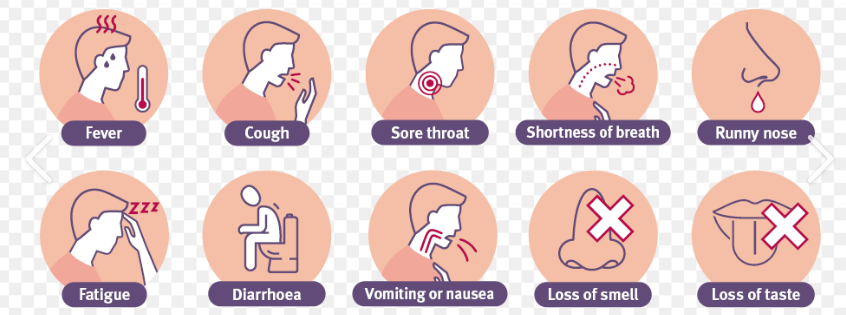 Fever
Cough
Sore throat
Shortness of breath
Runny nose
zzz
Fatigue
Diarrhoea
Vomiting or nausea
Loss of smell
Loss of taste